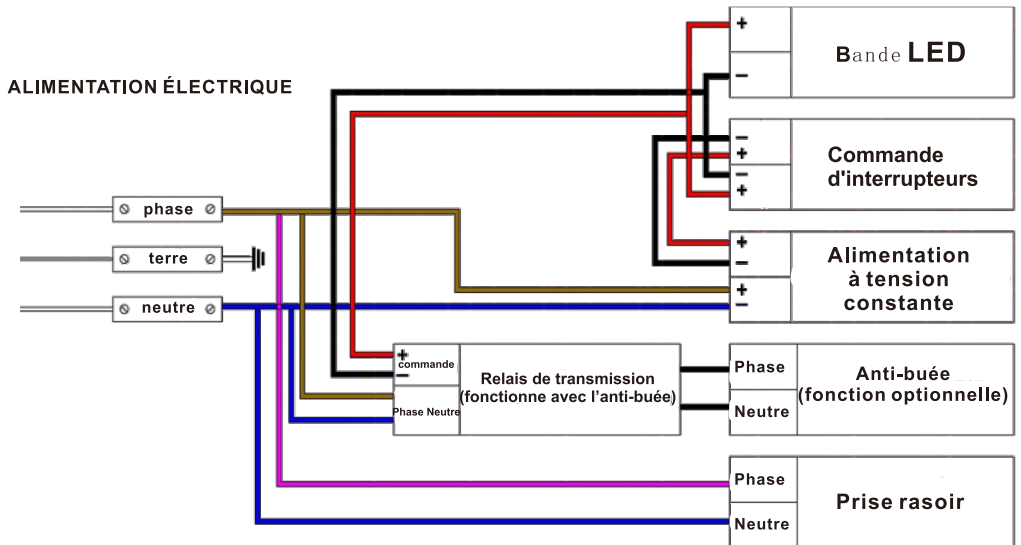 ALIMENTATION ÉLECTRIQUE
phase
terre
neutre
+
−
Bande LED
−
+
−
+
Commande
d'interrupteurs
+
−
+
−
Alimentation
à tension
constante
+
commande
−
Phase Neutre
Relais de transmission
(fonctionne avec l'anti-buée)
Phase
Neutre
Anti-buée
(fonction optionnelle)
Phase
Neutre
Prise rasoir